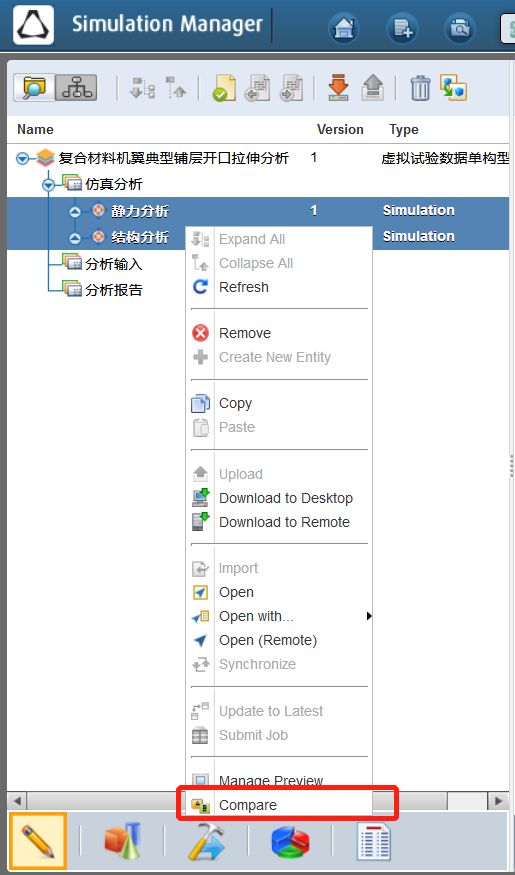 Simulation Manager
Name Version Type
复合材料机翼典型铺层开口拉伸分析 1 虚拟试验数据单构型
仿真分析
静力分析 1 Simulation
结构分析 Simulation
分析输入
分析报告
Expand All
Collapse All
Refresh
Remove
Create New Entity
Copy
Paste
Upload
Download to Desktop
Download to Remote
Import
Open
Open with...
Open (Remote)
Synchronize
Update to Latest
Submit Job
Manage Preview
Compare